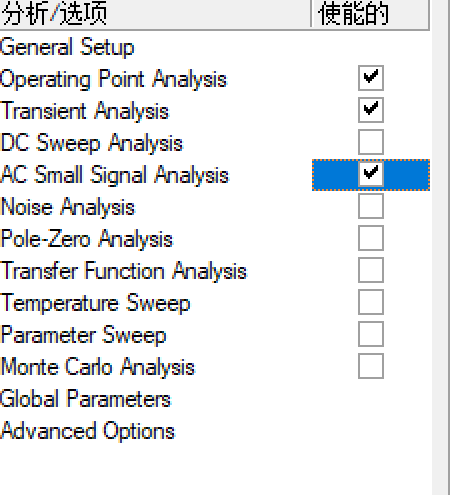 分析/选项 使能的
General Setup
Operating Point Analysis
Transient Analysis
DC Sweep Analysis
AC Small Signal Analysis
Noise Analysis
Pole-Zero Analysis
Transfer Function Analysis
Temperature Sweep
Parameter Sweep
Monte Carlo Analysis
Global Parameters
Advanced Options